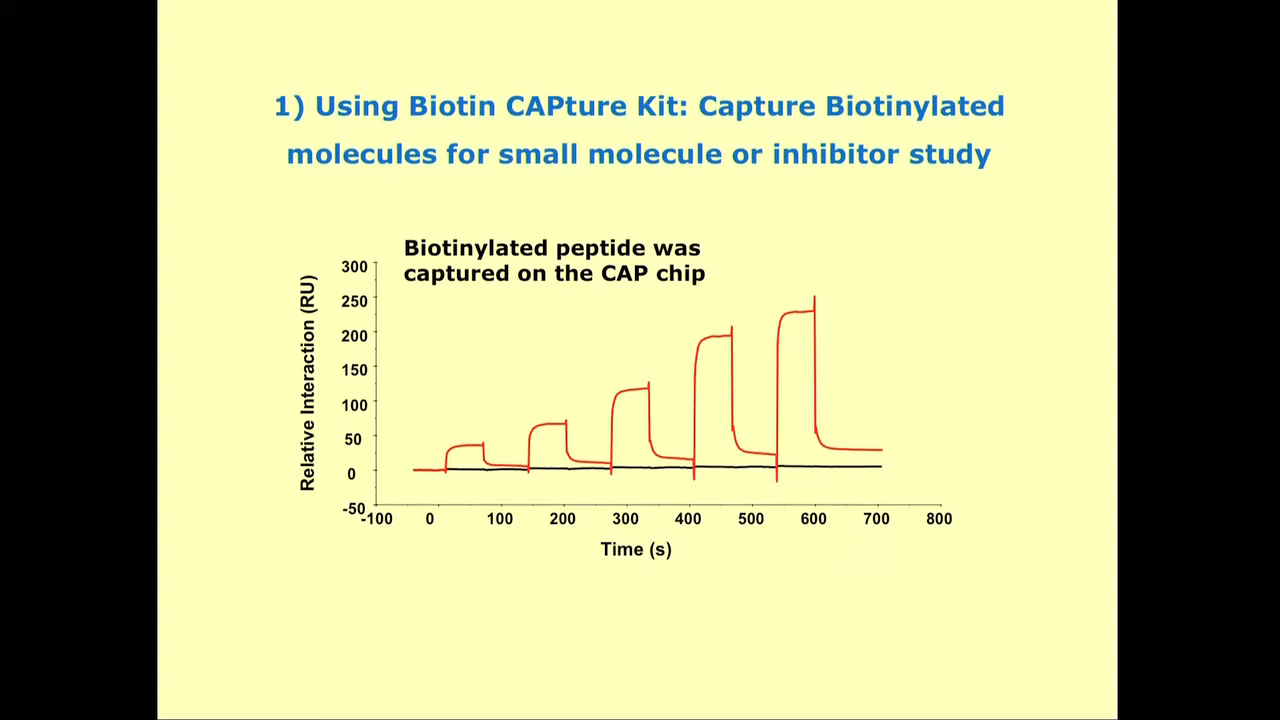 1) Using Biotin CAPture Kit: Capture Biotinylated
molecules for small molecule or inhibitor study
Biotinylated peptide was
captured on the CAP chip
Relative Interaction (RU)
300
250
200
150
100
50
0
-50
-100 0 100 200 300 400 500 600 700 800
Time (s)